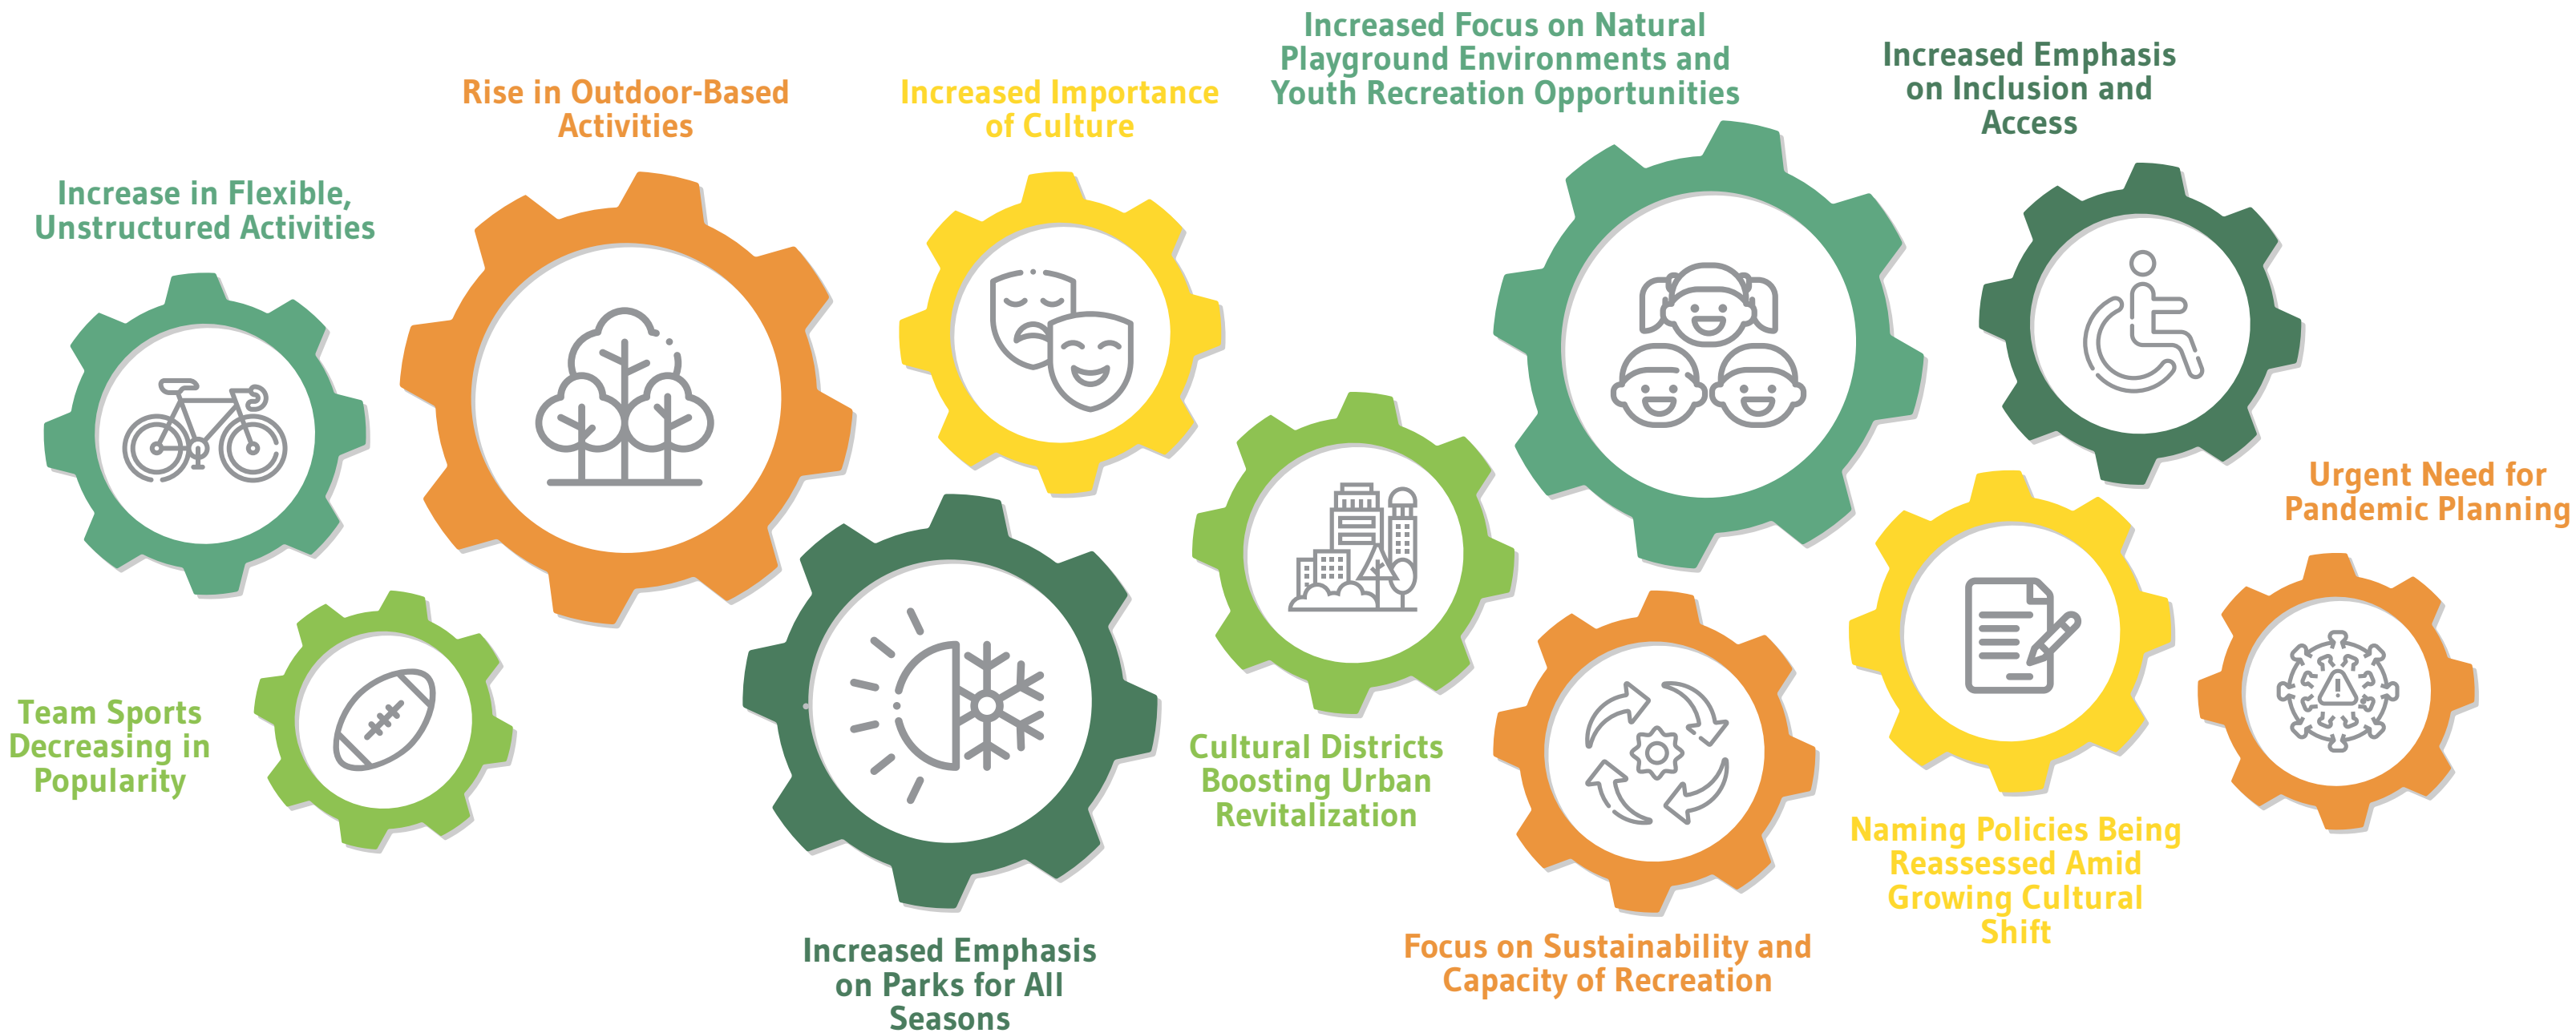 Increased Focus on Natural
Playground Environments and
Youth Recreation Opportunities
Increased Emphasis
on Inclusion and
Access
Rise in Outdoor-Based
Activities
Increased Importance
of Culture
Increase in Flexible,
Unstructured Activities
Urgent Need for
Pandemic Planning
Team Sports
Decreasing in
Popularity
Cultural Districts
Boosting Urban
Revitalization
Naming Policies Being
Reassessed Amid
Growing Cultural
Shift
Increased Emphasis
on Parks for All
Seasons
Focus on Sustainability and
Capacity of Recreation